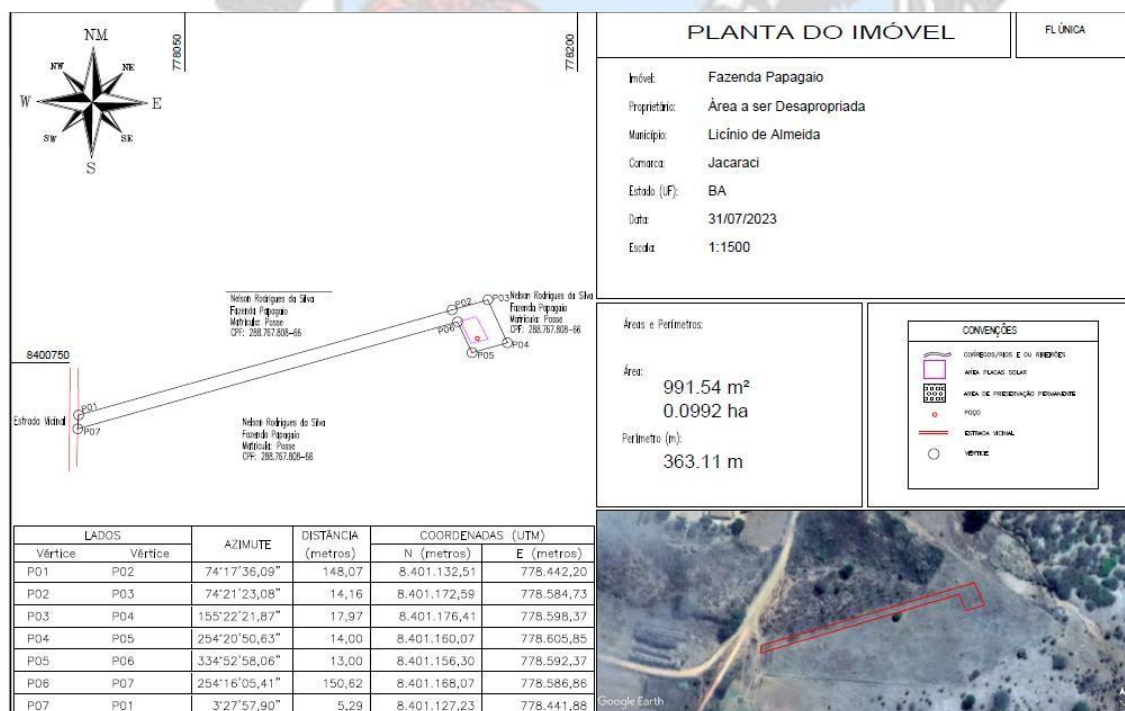 PLANTA DO IMÓVEL
FL ÚNICA
NM
NW
NE
W
E
SW
SE
S
778050
778200
Imóvel: Fazenda Papagaio
Proprietário: Àrea a ser Desapropriada
Município: Licínio de Almeida
Comarca: Jacaraci
Estado (UF): BA
Data: 31/07/2023
Escala: 1:1500
Nelson Rodrigues da Silva
Fazenda Papagaio
Matrícula: Posse
CPF: 288.767.808-66
P02
P03
Nelson Rodrigues da Silva
Fazenda Papagaio
Matrícula: Posse
CPF: 288.767.808-66
P06
P04
P05
8400750
P01
Estrada Vicinal
P07
Nelson Rodrigues da Silva
Fazenda Papagaio
Matrícula: Posse
CPF: 288.767.808-66
Áreas e Perímetros:
Área:
991.54 m²
0.0992 ha
Perímetro (m):
363.11 m
CONVENÇÕES
CORREGOS/RIOS E OU RIBEIRÕES
AREA PLACAS SOLAR
AREA DE PRESERVAÇÃO PERMANENTE
POÇO
ESTRADA VICINAL
VÉRTICE
LADOS AZIMUTE DISTÂNCIA COORDENADAS (UTM)
Vértice Vértice (metros) N (metros) E (metros)
P01 P02 74°17'36,09" 148,07 8.401.132,51 778.442,20
P02 P03 74°21'23,08" 14,16 8.401.172,59 778.584,73
P03 P04 155°22'21,87" 17,97 8.401.176,41 778.598,37
P04 P05 254°20'50,63" 14,00 8.401.160,07 778.605,85
P05 P06 334°52'58,06" 13,00 8.401.156,30 778.592,37
P06 P07 254°16'05,41" 150,62 8.401.168,07 778.586,86
P07 P01 3°27'57,90" 5,29 8.401.127,23 778.441,88
Google Earth